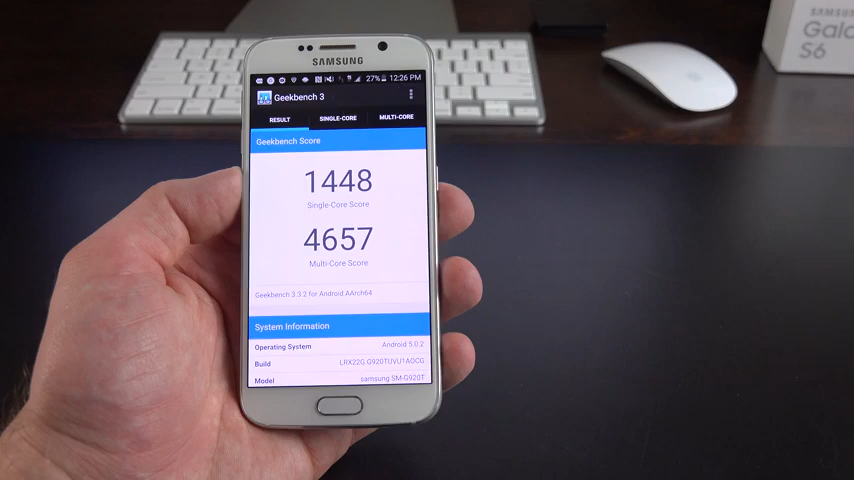 SAMSUNG
Galaxy
S6
SAMSUNG
27% 12:26 PM
Geekbench 3
RESULT SINGLE-CORE MULTI-CORE
Geekbench Score
1448
Single-Core Score
4657
Multi-Core Score
Geekbench 3.3.2 for Android AArch64
System Information
Operating System Android 5.0.2
Build LRX22G.G920TUVU1AOCG
Model samsung SM-G920T